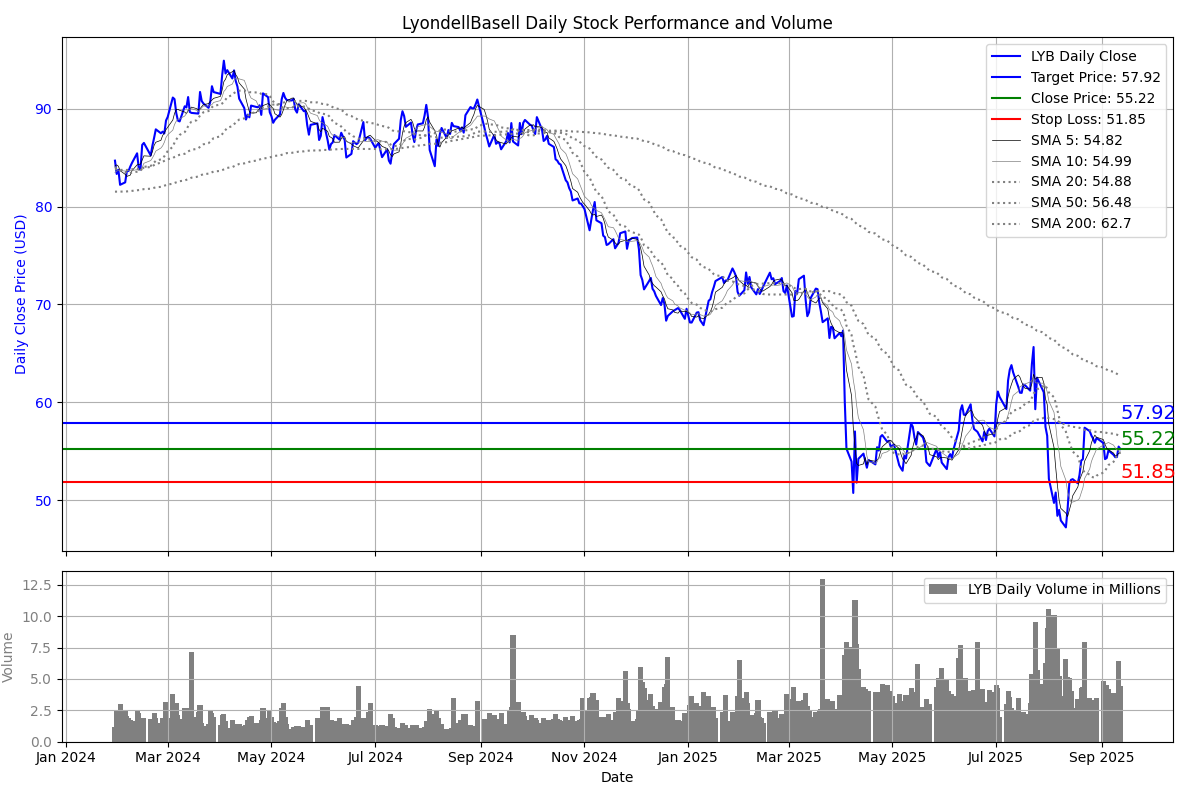 LyondellBasell Daily Stock Performance and Volume
LYB Daily Close
Target Price: 57.92
Close Price: 55.22
Stop Loss: 51.85
SMA 5: 54.82
SMA 10: 54.99
SMA 20: 54.88
SMA 50: 56.48
SMA 200: 62.7
Daily Close Price (USD)
90
80
70
60
50
57.92
55.22
51.85
LYB Daily Volume in Millions
Volume
12.5
10.0
7.5
5.0
2.5
0.0
Jan 2024 Mar 2024 May 2024 Jul 2024 Sep 2024 Nov 2024 Jan 2025 Mar 2025 May 2025 Jul 2025 Sep 2025
Date